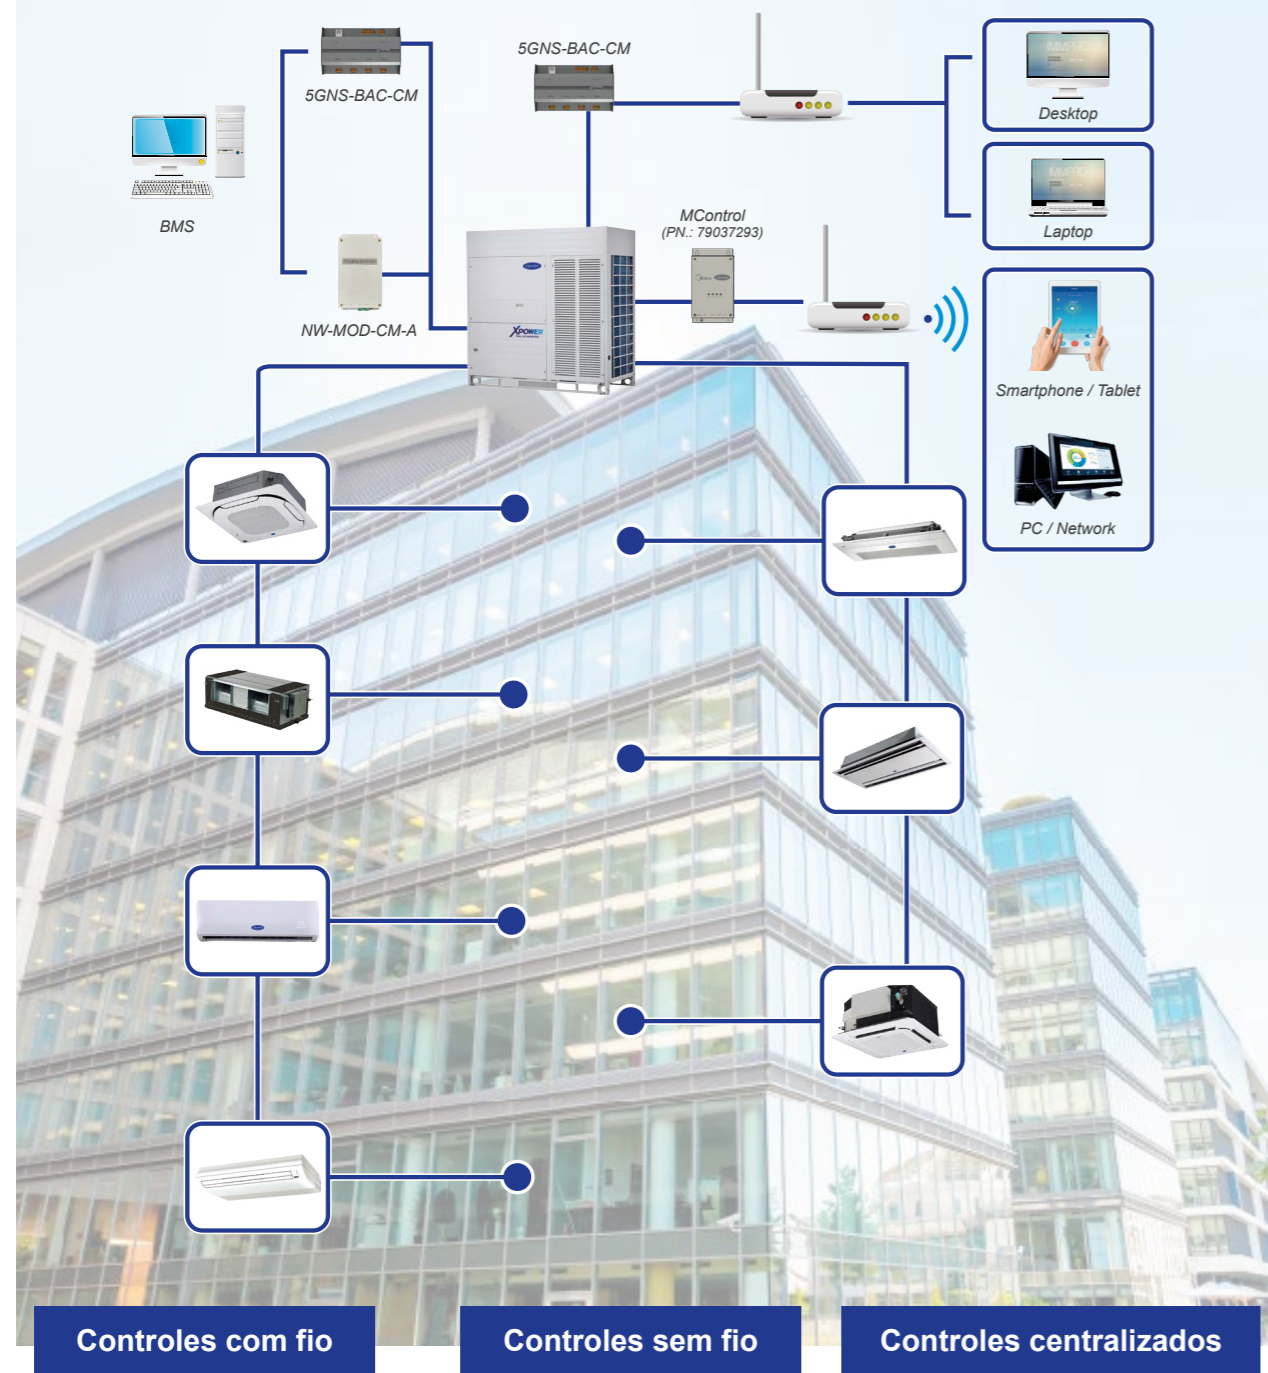 5GNS-BAC-CM
5GNS-BAC-CM
Desktop
BMS
MControl
(PN.: 79037293)
Laptop
NW-MOD-CM-A
XPOWER
Smartphone / Tablet
PC / Network
Controles com fio
Controles sem fio
Controles centralizados